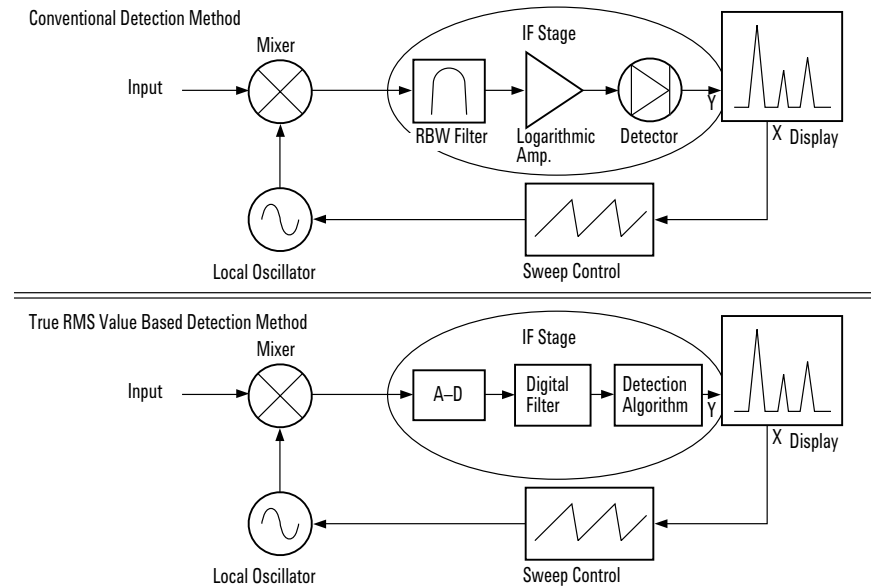 Conventional Detection Method
Mixer
IF Stage
Input
Y
RBW Filter
Logarithmic
Amp.
Detector
X
Display
Local Oscillator
Sweep Control
True RMS Value Based Detection Method
Mixer
IF Stage
Input
A–D
Digital
Filter
Detection
Algorithm
Y
X
Display
Local Oscillator
Sweep Control